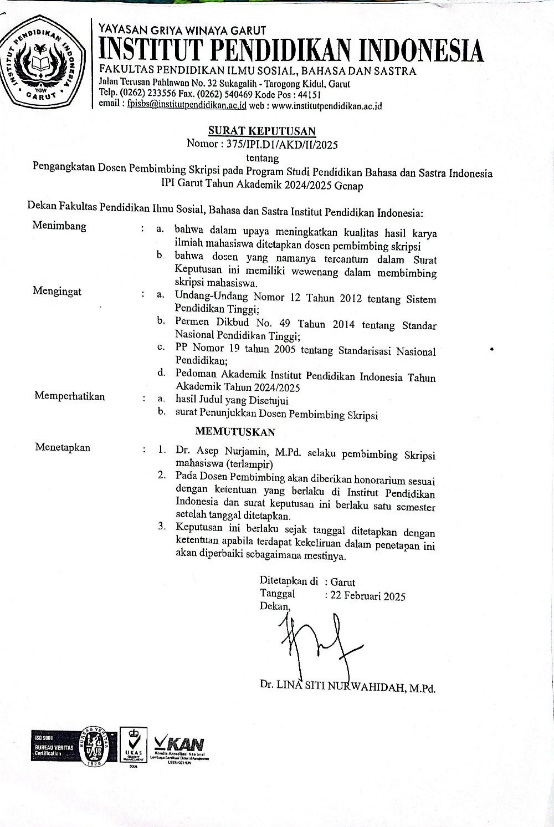 YAYASAN GRIYA WINAYA GARUT
INSTITUT PENDIDIKAN INDONESIA
FAKULTAS PENDIDIKAN ILMU SOSIAL, BAHASA DAN SASTRA
Jalan Terusan Pahlawan No. 32 Sukagalih - Tarogong Kidul, Garut
Telp. (0262) 233556 Fax. (0262) 540469 Kode Pos : 44151
email : fpisbs@institutpendidikan.ac.id web : www.institutpendidikan.ac.id
INSTITUT PENDIDIKAN INDONESIA
YGW
GARUT
SURAT KEPUTUSAN
Nomor : 375/IPI.D1/AKD/II/2025
tentang
Pengangkatan Dosen Pembimbing Skripsi pada Program Studi Pendidikan Bahasa dan Sastra Indonesia
IPI Garut Tahun Akademik 2024/2025 Genap
Dekan Fakultas Pendidikan Ilmu Sosial, Bahasa dan Sastra Institut Pendidikan Indonesia:
Menimbang : a. bahwa dalam upaya meningkatkan kualitas hasil karya
ilmiah mahasiswa ditetapkan dosen pembimbing skripsi
b. bahwa dosen yang namanya tercantum dalam Surat
Keputusan ini memiliki wewenang dalam membimbing
skripsi mahasiswa.
Mengingat : a. Undang-Undang Nomor 12 Tahun 2012 tentang Sistem
Pendidikan Tinggi;
b. Permen Dikbud No. 49 Tahun 2014 tentang Standar
Nasional Pendidikan Tinggi;
c. PP Nomor 19 tahun 2005 tentang Standarisasi Nasional
Pendidikan;
d. Pedoman Akademik Institut Pendidikan Indonesia Tahun
Akademik Tahun 2024/2025
Memperhatikan : a. hasil Judul yang Disetujui
b. surat Penunjukkan Dosen Pembimbing Skripsi
MEMUTUSKAN
Menetapkan : 1. Dr. Asep Nurjamin, M.Pd. selaku pembimbing Skripsi
mahasiswa (terlampir)
2. Pada Dosen Pembimbing akan diberikan honorarium sesuai
dengan ketentuan yang berlaku di Institut Pendidikan
Indonesia dan surat keputusan ini berlaku satu semester
setelah tanggal ditetapkan.
3. Keputusan ini berlaku sejak tanggal ditetapkan dengan
ketentuan apabila terdapat kekeliruan dalam penetapan ini
akan diperbaiki sebagaimana mestinya.
Ditetapkan di : Garut
Tanggal : 22 Februari 2025
Dekan,
Dr. LINA SITI NURWAHIDAH, M.Pd.
ISO 9001
BUREAU VERITAS
Certification
UKAS
KAN